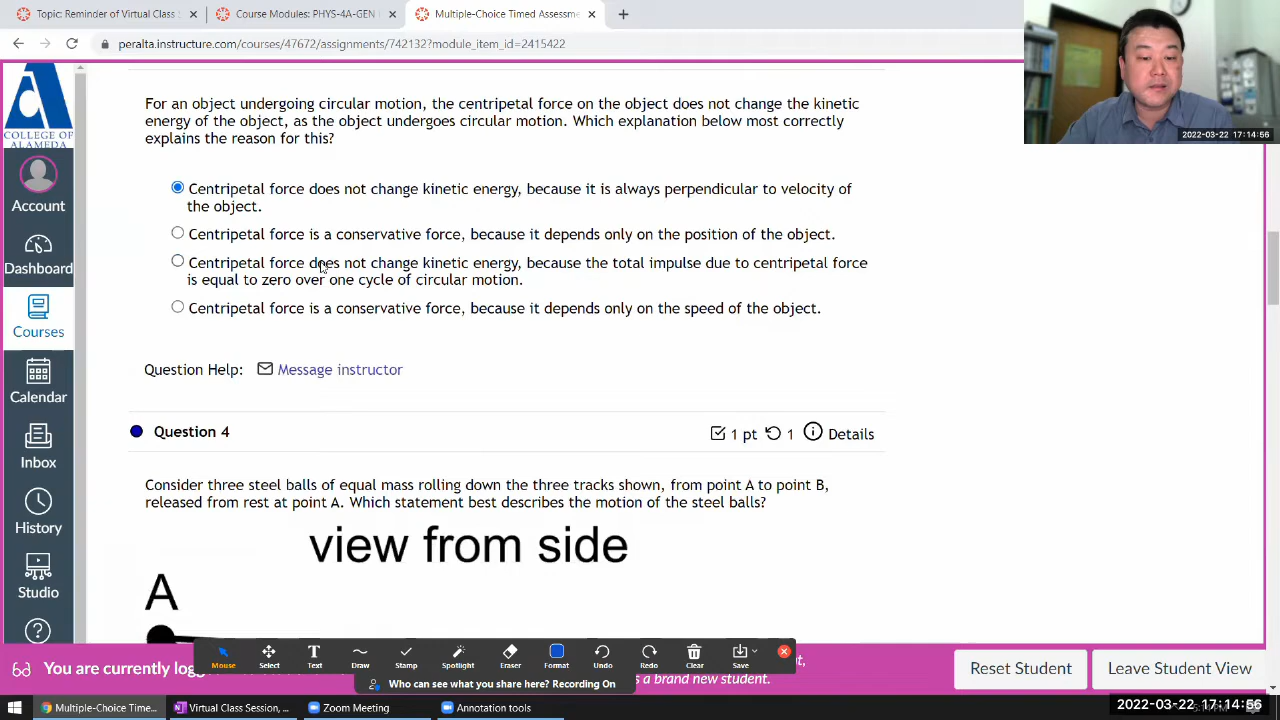 Topic: Reminder of Virtual Class S
Course Modules: PHYS-4A-GEN L
Multiple-Choice Timed Assessme
peralta.instructure.com/courses/47672/assignments/742132?module_item_id=2415422
2022-03-22 17:14:56
COLLEGE OF
ALAMEDA
Account
Dashboard
Courses
Calendar
Inbox
History
Studio
For an object undergoing circular motion, the centripetal force on the object does not change the kinetic
energy of the object, as the object undergoes circular motion. Which explanation below most correctly
explains the reason for this?
Centripetal force does not change kinetic energy, because it is always perpendicular to velocity of
the object.
Centripetal force is a conservative force, because it depends only on the position of the object.
Centripetal force does not change kinetic energy, because the total impulse due to centripetal force
is equal to zero over one cycle of circular motion.
Centripetal force is a conservative force, because it depends only on the speed of the object.
Question Help: Message instructor
Question 4
1 pt 1 Details
Consider three steel balls of equal mass rolling down the three tracks shown, from point A to point B,
released from rest at point A. Which statement best describes the motion of the steel balls?
view from side
A
Mouse Select Text Draw Stamp Spotlight Eraser Format Undo Redo Clear Save
Who can see what you share here? Recording On
You are currently log
s a brand new student.
Reset Student
Leave Student View
Multiple-Choice Time...
Virtual Class Session, ...
Zoom Meeting
Annotation tools
2022-03-22 17:14:56